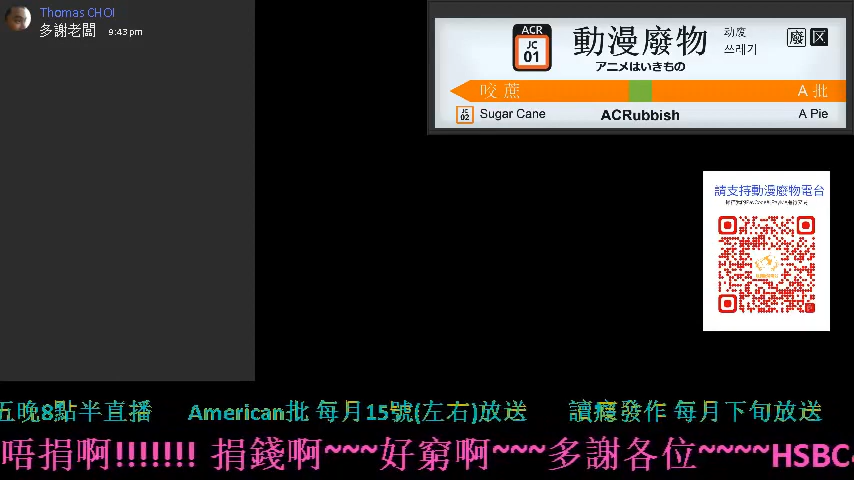 Thomas CHOI
多謝老闆 9:43 pm
ACR
JC
01
動漫廢物
アニメはいきもの
动废
쓰레기
廢 区
咬蔗
A 批
JC
02
Sugar Cane
ACRubbish
A Pie
請支持動漫廢物電台
五晚8點半直播 American批 每月15號(左右)放送 讀癮發作 每月下旬放送
唔捐啊!!!!!!! 捐錢啊~~~好窮啊~~~多謝各位~~~~HSBC